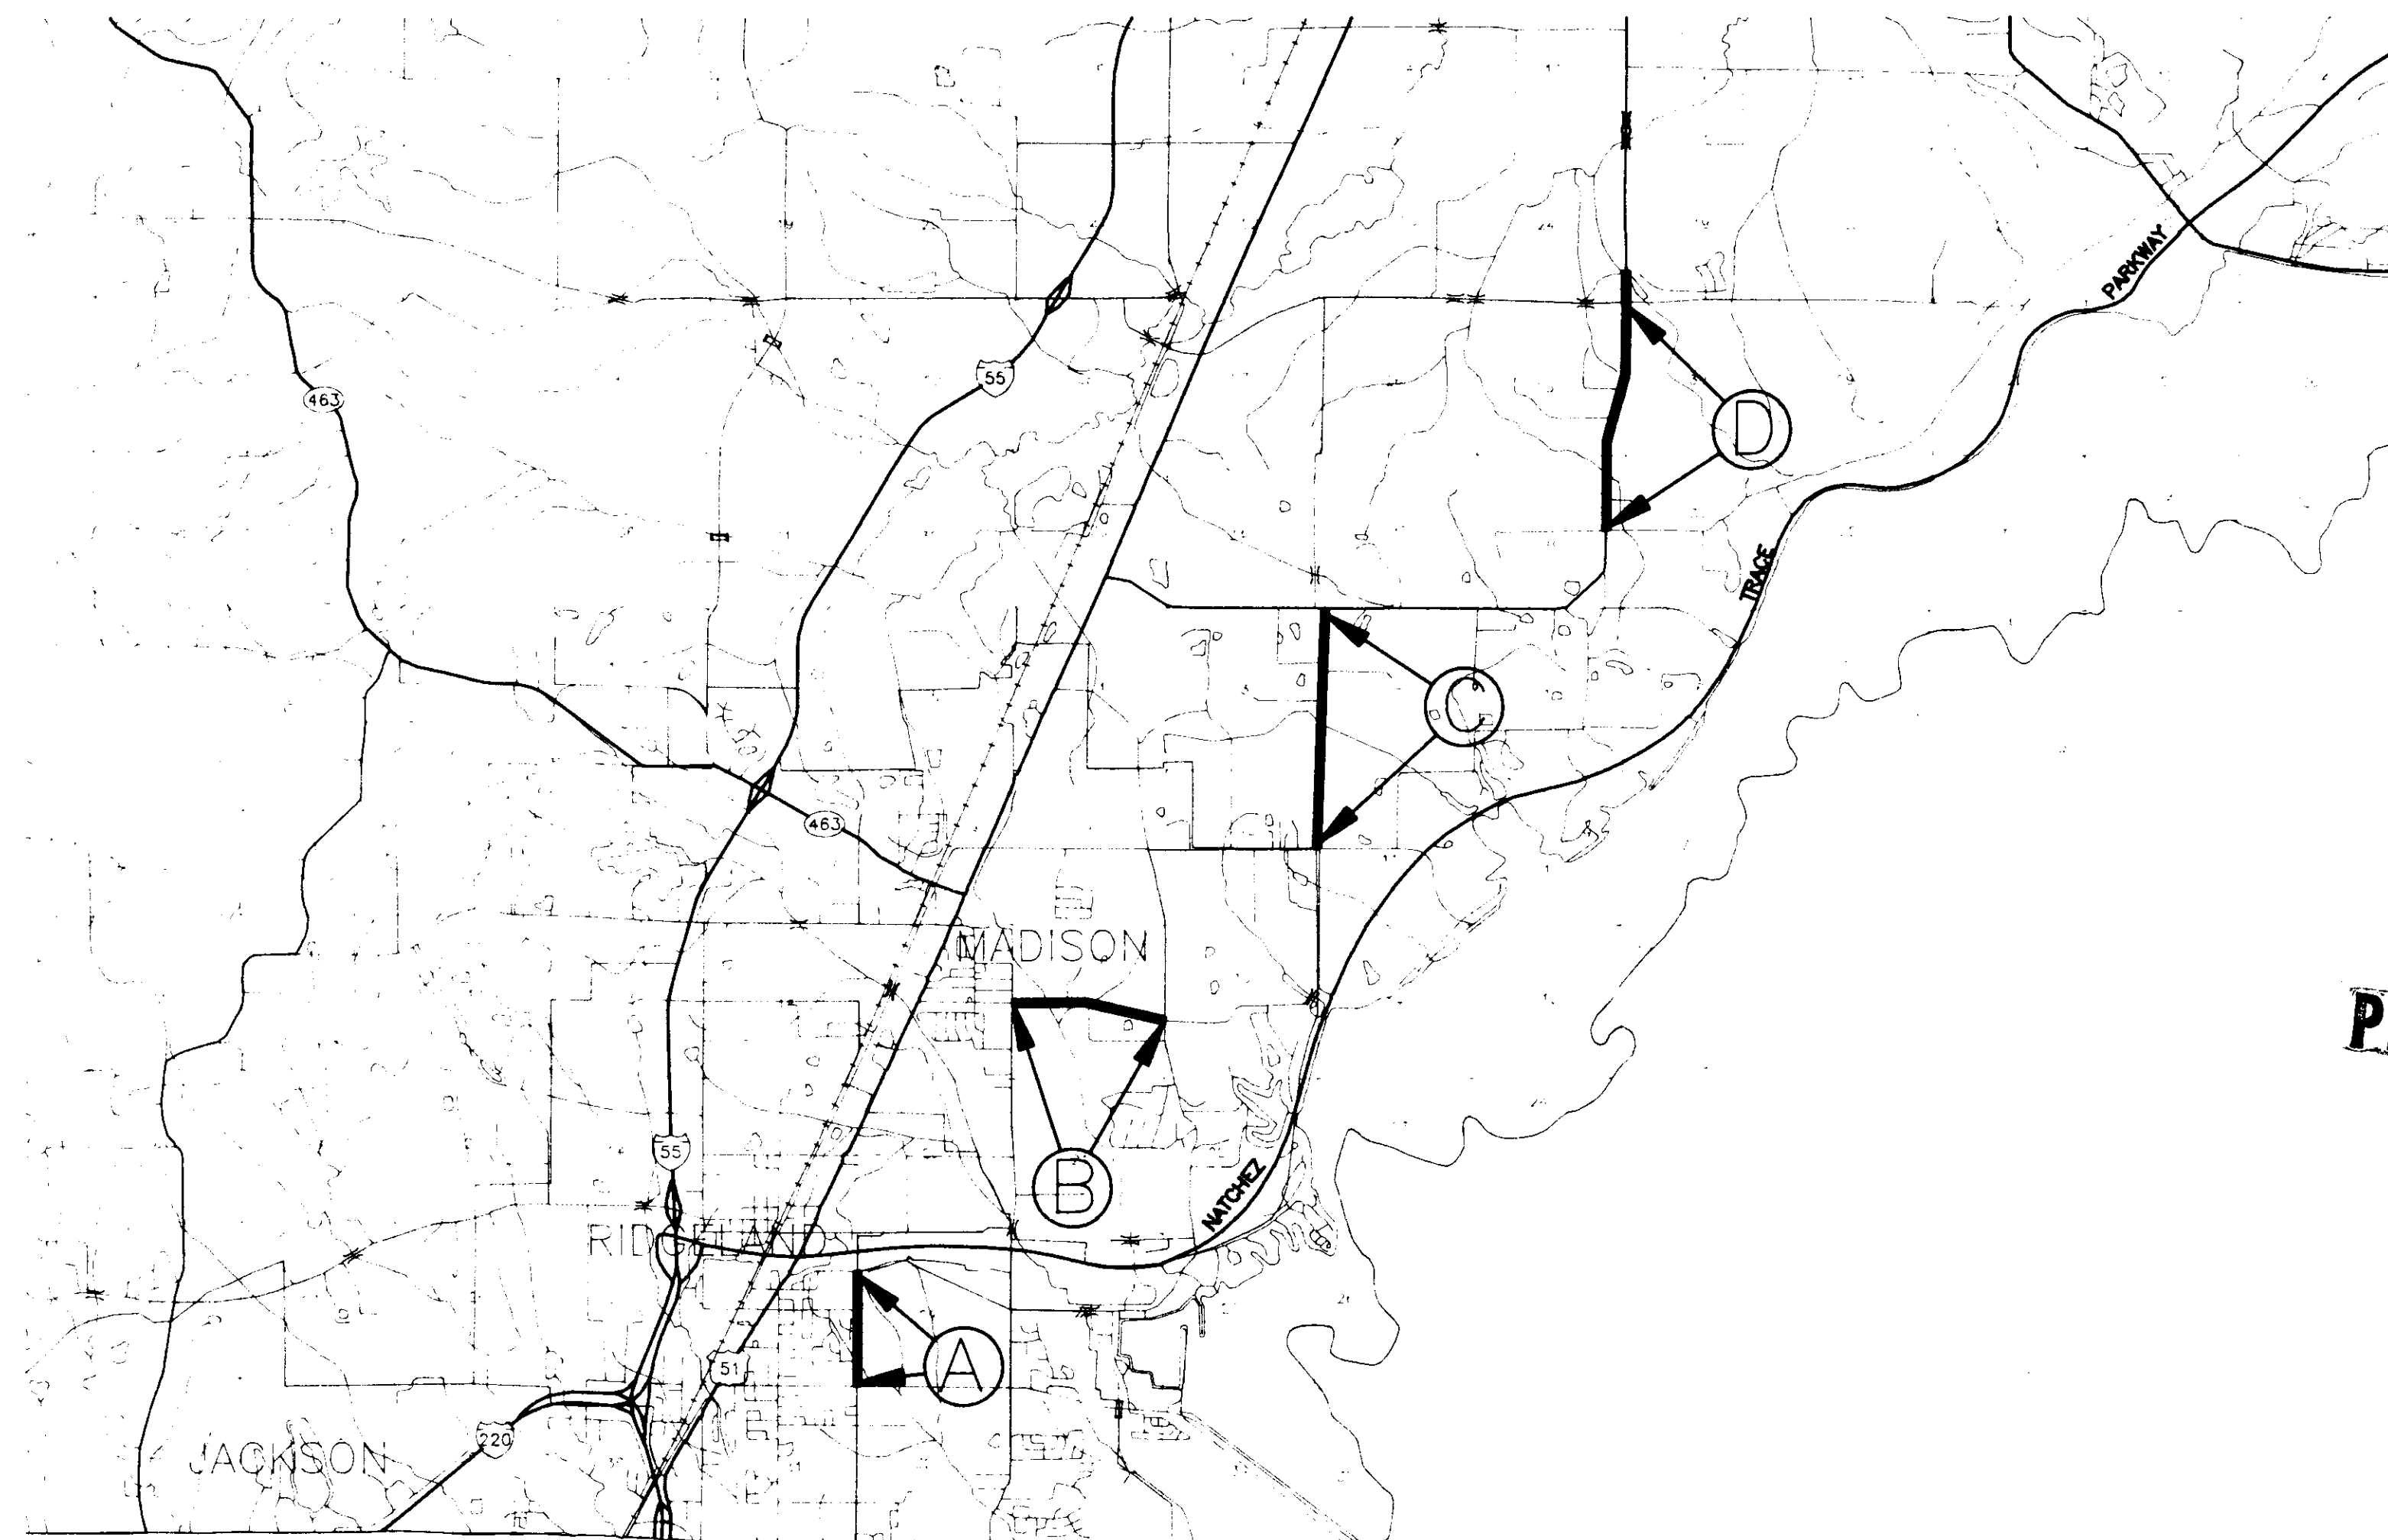 55
463
D
PARKWAY
TRACE
C
463
MADISON
P
55
B
NATCHEZ
RIDGELAND
A
51
220
JACKSON